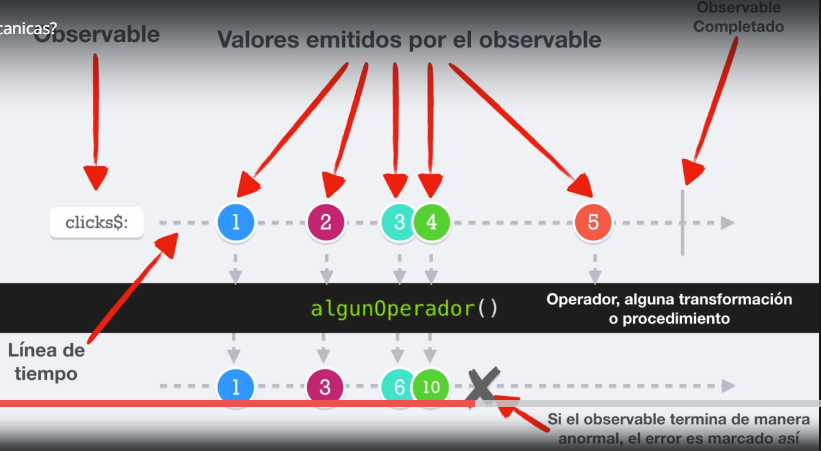 canicas?
Observable
Valores emitidos por el observable
Observable
Completado
clicks$:
1
2
3
4
5
algunOperador()
Operador, alguna transformación
o procedimiento
Línea de
tiempo
1
3
6
10
Si el observable termina de manera
anormal, el error es marcado así